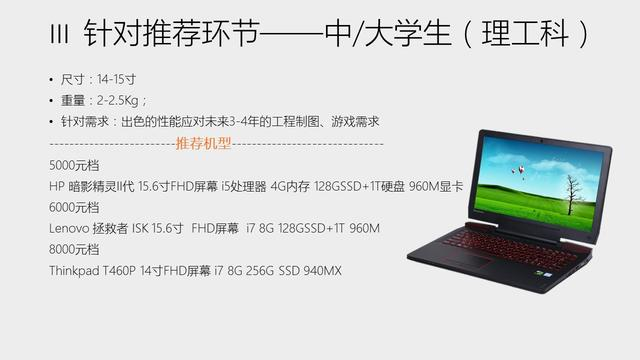 III 针对推荐环节——中/大学生（理工科）
• 尺寸：14-15寸
• 重量：2-2.5Kg；
• 针对需求：出色的性能应对未来3-4年的工程制图、游戏需求
-------------------------推荐机型-----------------------------
5000元档
HP 暗影精灵II代 15.6寸FHD屏幕 i5处理器 4G内存 128GSSD+1T硬盘 960M显卡
6000元档
Lenovo 拯救者 ISK 15.6寸 FHD屏幕 i7 8G 128GSSD+1T 960M
8000元档
Thinkpad T460P 14寸FHD屏幕 i7 8G 256G SSD 940MX